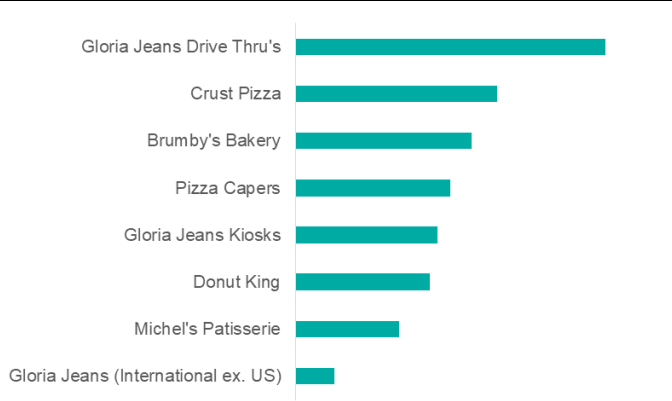 Gloria Jeans Drive Thru's
Crust Pizza
Brumby's Bakery
Pizza Capers
Gloria Jeans Kiosks
Donut King
Michel's Patisserie
Gloria Jeans (International ex. US)